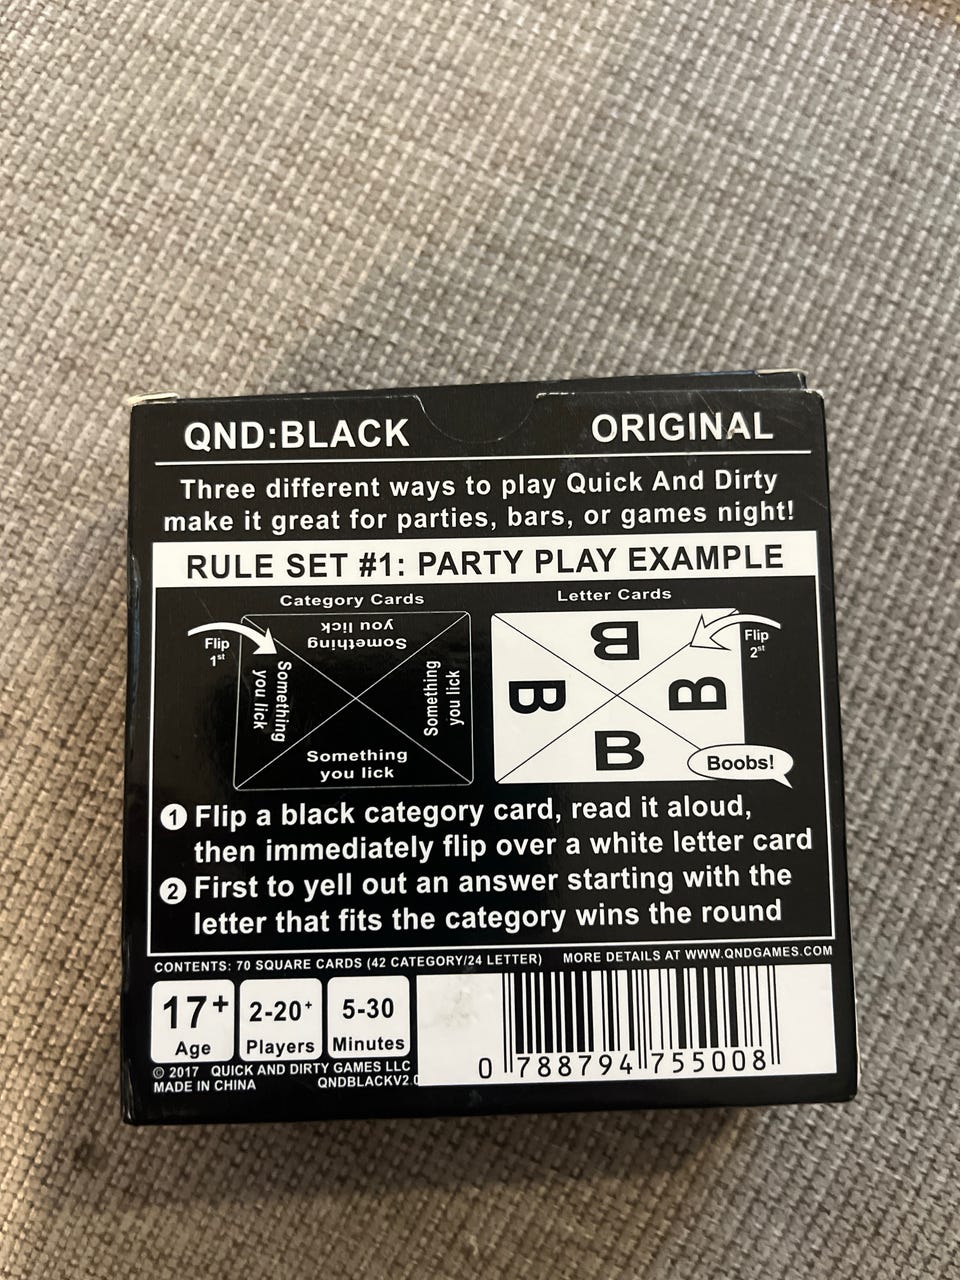 QND:BLACK
ORIGINAL
Three different ways to play Quick And Dirty
make it great for parties, bars, or games night!
RULE SET #1: PARTY PLAY EXAMPLE
Category Cards
Letter Cards
Flip
1st
Something
you lick
Something
you lick
Something
you lick
Something
you lick
B
B
B
B
Flip
2st
Boobs!
1 Flip a black category card, read it aloud,
then immediately flip over a white letter card
2 First to yell out an answer starting with the
letter that fits the category wins the round
CONTENTS: 70 SQUARE CARDS (42 CATEGORY/24 LETTER)
MORE DETAILS AT WWW.QNDGAMES.COM
17+
Age
2-20+
Players
5-30
Minutes
© 2017 QUICK AND DIRTY GAMES LLC
MADE IN CHINA
QNDBLACKV2.0
0 788794 755008